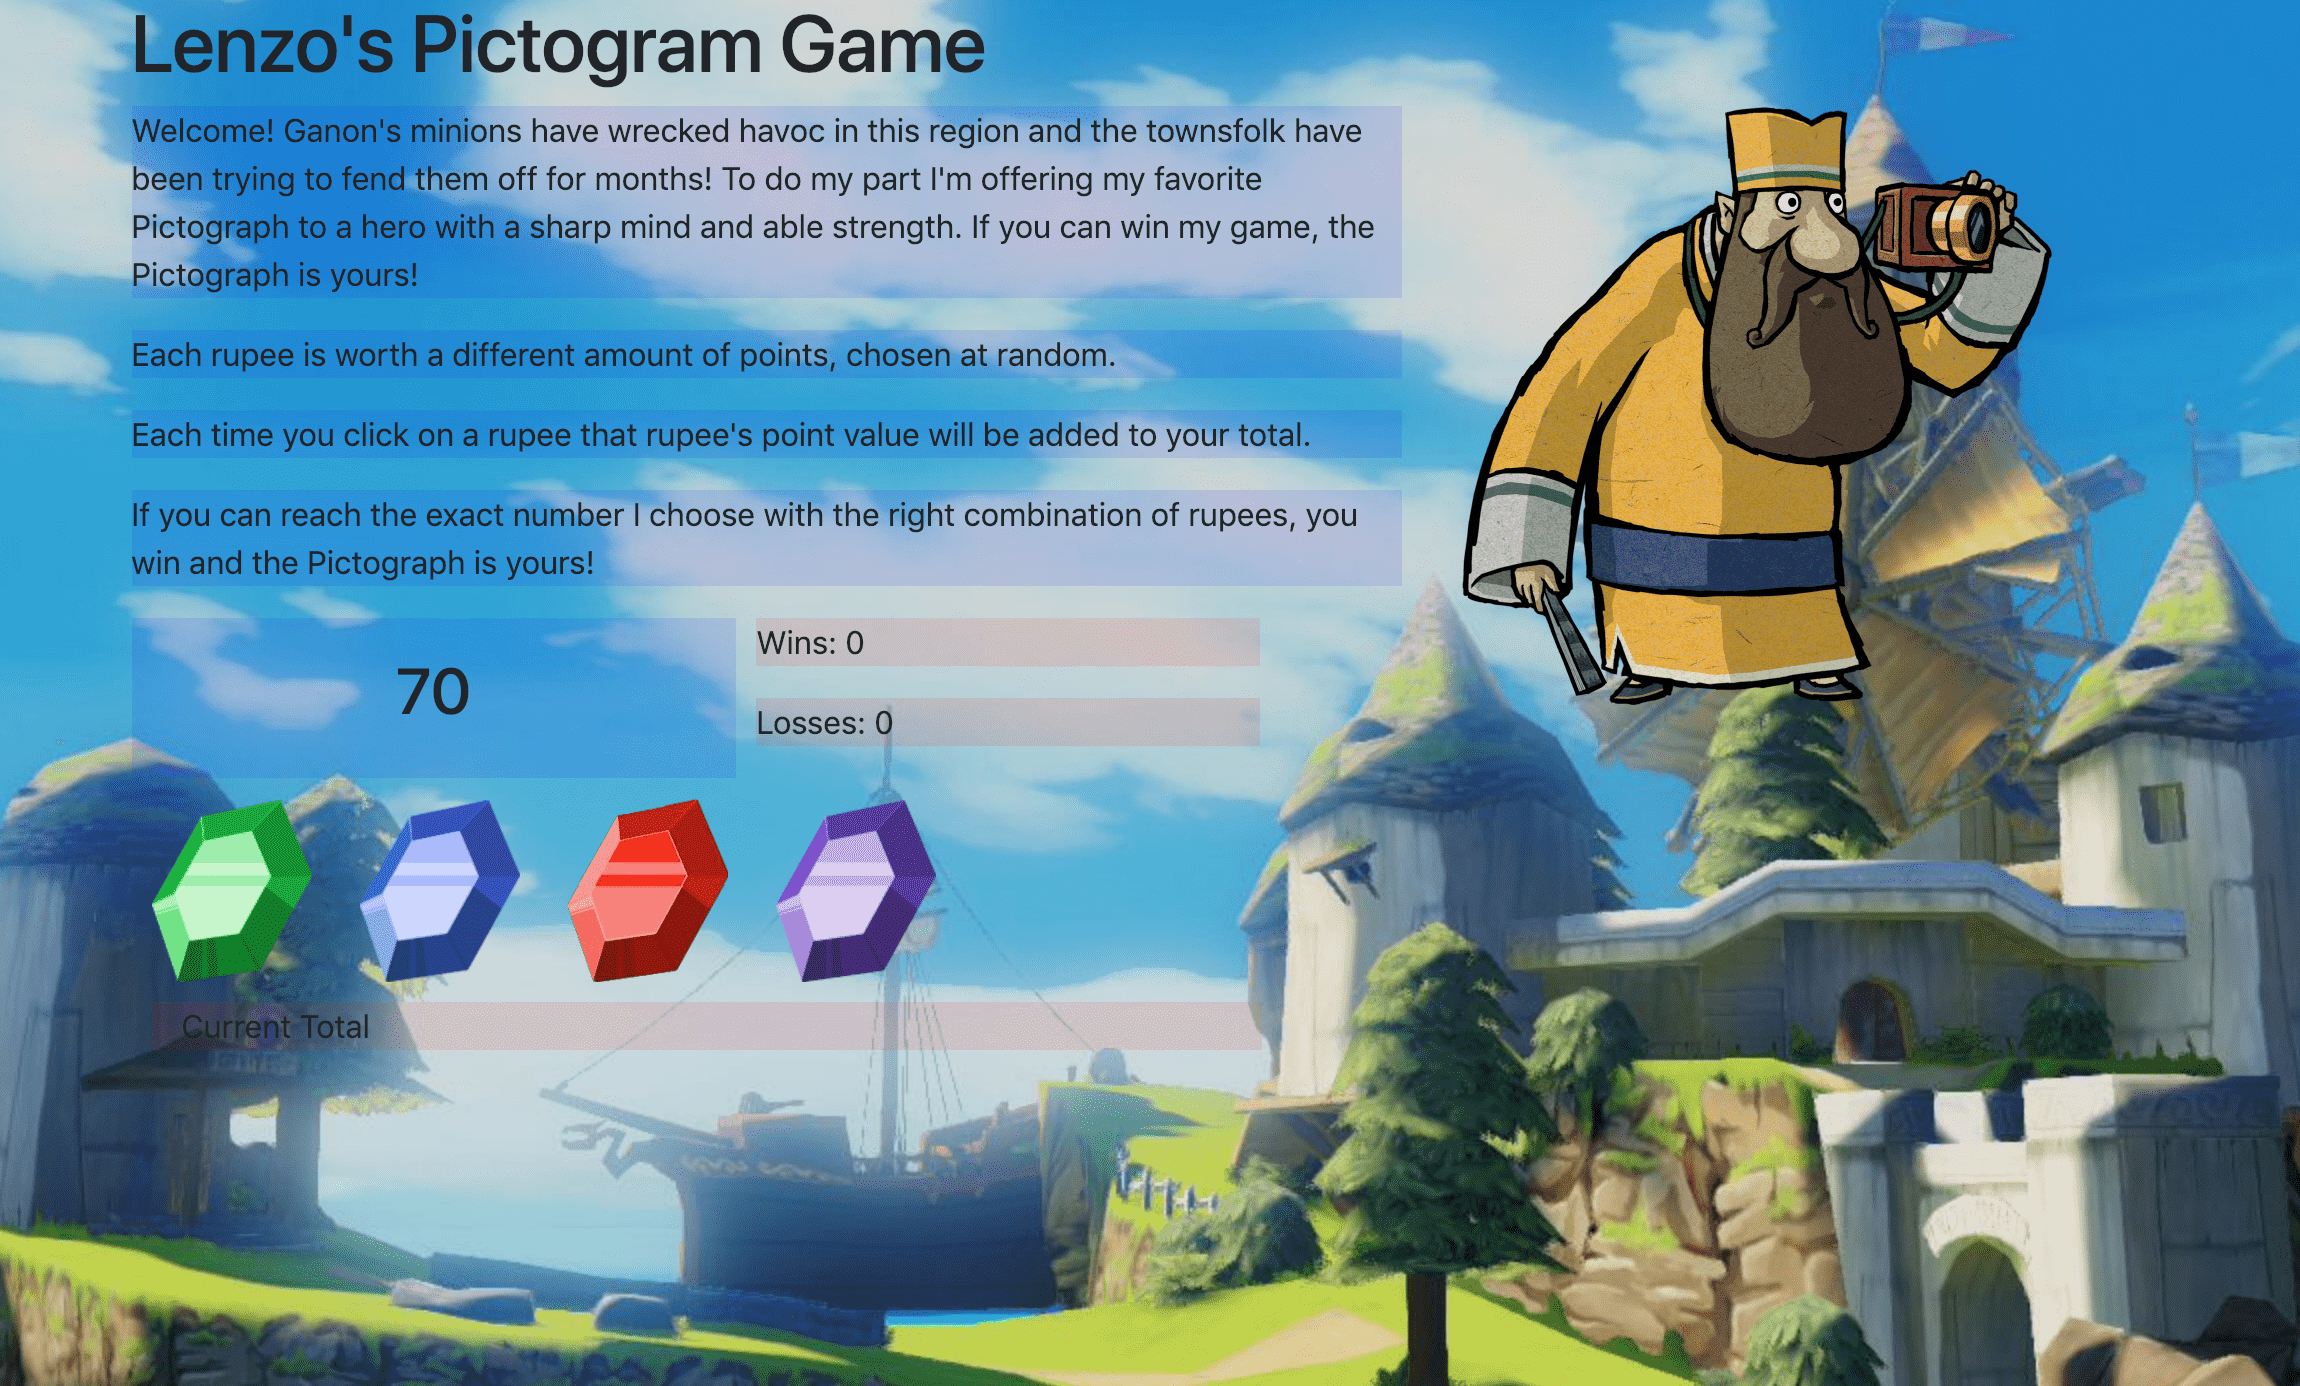 Lenzo's Pictogram Game
Welcome! Ganon's minions have wrecked havoc in this region and the townsfolk have
been trying to fend them off for months! To do my part I'm offering my favorite
Pictograph to a hero with a sharp mind and able strength. If you can win my game, the
Pictograph is yours!
Each rupee is worth a different amount of points, chosen at random.
Each time you click on a rupee that rupee's point value will be added to your total.
If you can reach the exact number I choose with the right combination of rupees, you
win and the Pictograph is yours!
70
Wins: 0
Losses: 0
Current Total